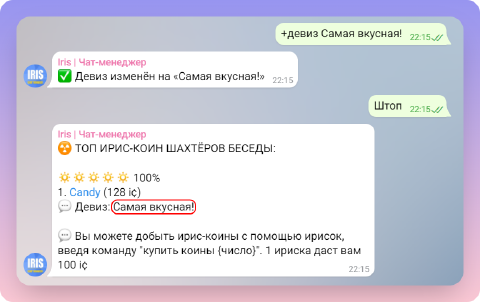 +девиз Самая вкусная!
22:15
Iris | Чат-менеджер
✅ Девиз изменён на «Самая вкусная!»
22:15
Штоп
22:15
Iris | Чат-менеджер
☢️ ТОП ИРИС-КОИН ШАХТЁРОВ БЕСЕДЫ:
🔅🔅🔅🔅🔅 100%
1. Candy (128 i¢)
💬 Девиз: Самая вкусная!
💬 Вы можете добыть ирис-коины с помощью ирисок,
введя команду "купить коины {число}". 1 ириска даст вам
100 i¢
22:15
IRIS
IRIS